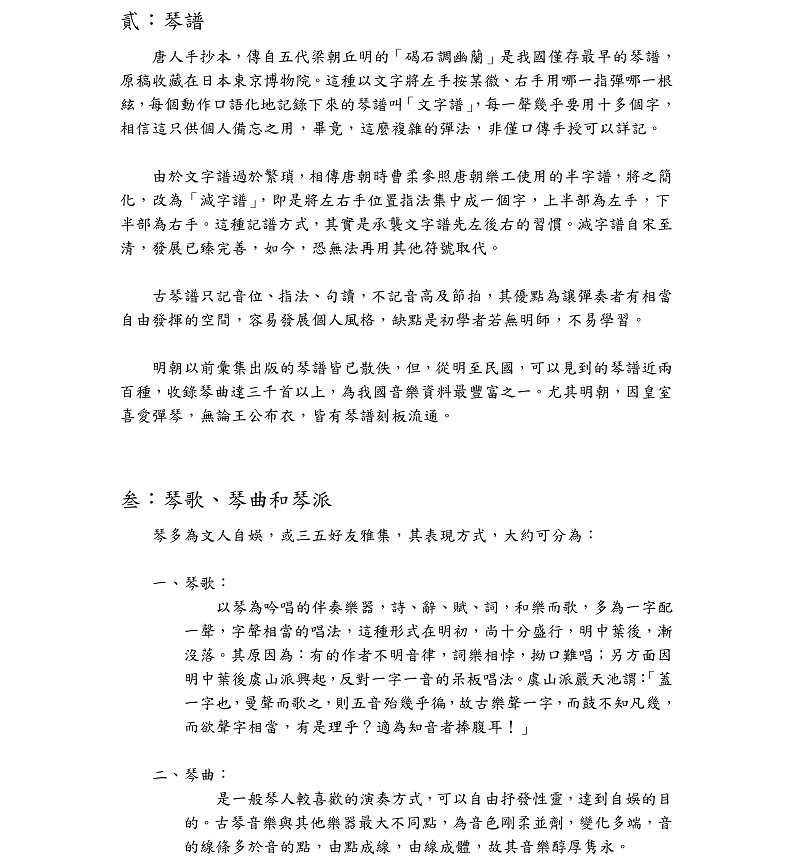 貳：琴譜
唐人手抄本，傳自五代梁朝丘明的「碣石調幽蘭」是我國僅存最早的琴譜，
原稿收藏在日本東京博物院。這種以文字將左手按某徽、右手用哪一指彈哪一根
絃，每個動作口語化地記錄下來的琴譜叫「文字譜」，每一聲幾乎要用十多個字，
相信這只供個人備忘之用，畢竟，這麼複雜的彈法，非僅口傳手授可以詳記。
由於文字譜過於繁瑣，相傳唐朝時曹柔參照唐朝樂工使用的半字譜，將之簡
化，改為「減字譜」，即是將左右手位置指法集中成一個字，上半部為左手，下
半部為右手。這種記譜方式，其實是承襲文字譜先左後右的習慣。減字譜自宋至
清，發展已臻完善，如今，恐無法再用其他符號取代。
古琴譜只記音位、指法、句讀，不記音高及節拍，其優點為讓彈奏者有相當
自由發揮的空間，容易發展個人風格，缺點是初學者若無明師，不易學習。
明朝以前彙集出版的琴譜皆已散佚，但，從明至民國，可以見到的琴譜近兩
百種，收錄琴曲達三千首以上，為我國音樂資料最豐富之一。尤其明朝，因皇室
喜愛彈琴，無論王公布衣，皆有琴譜刻板流通。
叁：琴歌、琴曲和琴派
琴多為文人自娛，或三五好友雅集，其表現方式，大約可分為：
一、琴歌：
以琴為吟唱的伴奏樂器，詩、辭、賦、詞，和樂而歌，多為一字配
一聲，字聲相當的唱法，這種形式在明初，尚十分盛行，明中葉後，漸
沒落。其原因為：有的作者不明音律，詞樂相悖，拗口難唱；另方面因
明中葉後虞山派興起，反對一字一音的呆板唱法。虞山派嚴天池謂：「蓋
一字也，曼聲而歌之，則五音殆幾乎徧，故古樂聲一字，而鼓不知凡幾，
而欲聲字相當，有是理乎？適為知音者捧腹耳！」
二、琴曲：
是一般琴人較喜歡的演奏方式，可以自由抒發性靈，達到自娛的目
的。古琴音樂與其他樂器最大不同點，為音色剛柔並劑，變化多端，音
的線條多於音的點，由點成線，由線成體，故其音樂醇厚雋永。